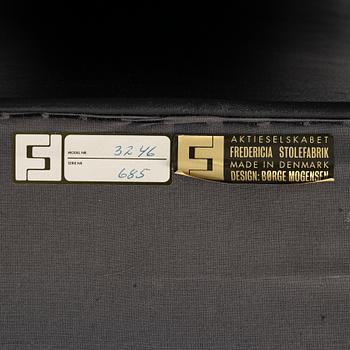 MODEL NR 3246
SERIE NR 685
AKTIESELSKABET
FREDERICIA STOLEFABRIK
MADE IN DENMARK
DESIGN: BØRGE MOGENSEN